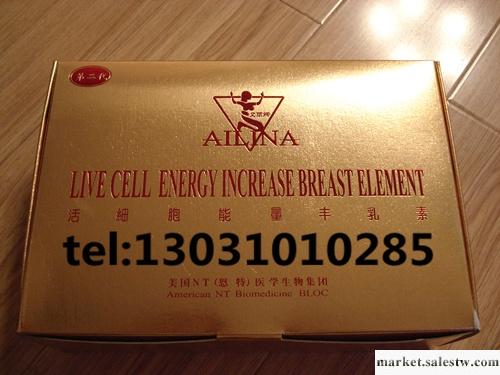 第二代
艾丽娜
AILINA
LIVE CELL ENERGY INCREASE BREAST ELEMENT
活細胞能量丰乳素
tel:13031010285
美国NT(恩特)医学生物集团
American NT Biomedicine BLOC
market.salestw.com